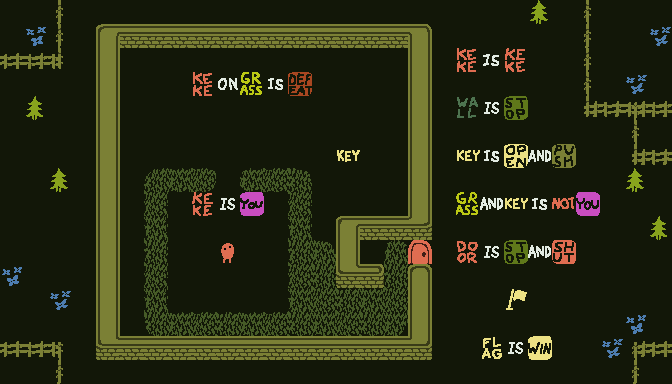 KEKE IS KEKE
KEKE ON GRASS IS DEFEAT
WALL IS STOP
KEY
KEY IS OPEN AND PUSH
KEKE IS YOU
GRASS AND KEY IS NOT YOU
DOOR IS STOP AND SHUT
FLAG IS WIN